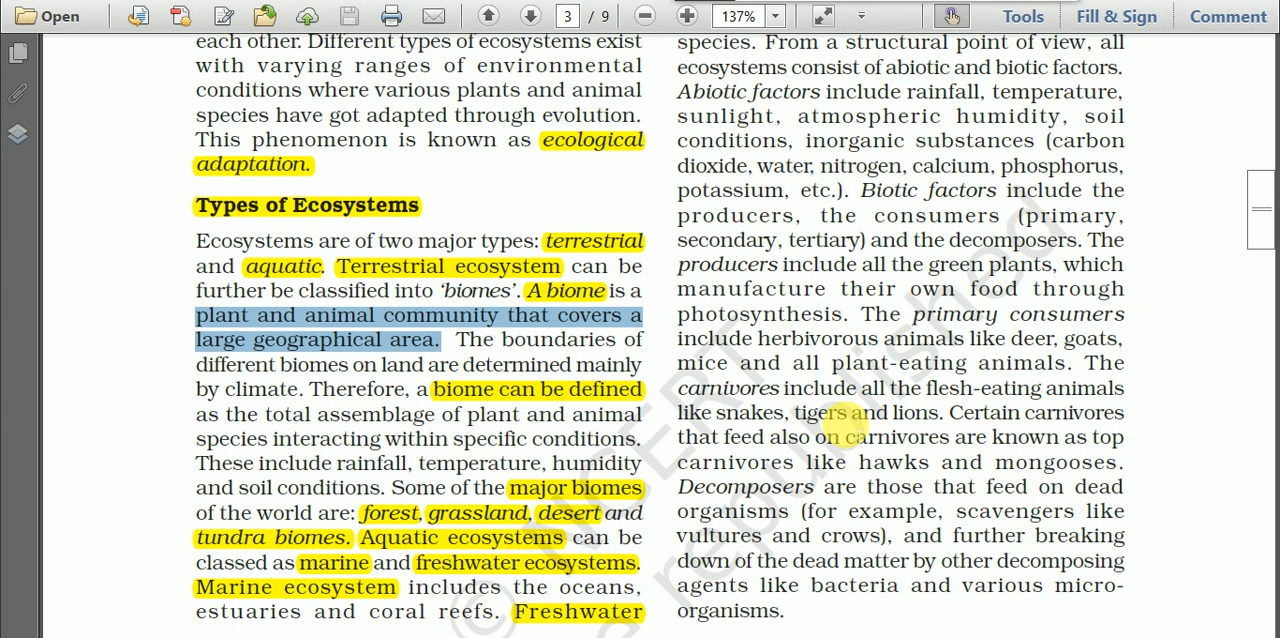 Open
3 / 9
137%
Tools
Fill & Sign
Comment
each other. Different types of ecosystems exist
with varying ranges of environmental
conditions where various plants and animal
species have got adapted through evolution.
This phenomenon is known as ecological
adaptation.
Types of Ecosystems
Ecosystems are of two major types: terrestrial
and aquatic. Terrestrial ecosystem can be
further be classified into ‘biomes’. A biome is a
plant and animal community that covers a
large geographical area. The boundaries of
different biomes on land are determined mainly
by climate. Therefore, a biome can be defined
as the total assemblage of plant and animal
species interacting within specific conditions.
These include rainfall, temperature, humidity
and soil conditions. Some of the major biomes
of the world are: forest, grassland, desert and
tundra biomes. Aquatic ecosystems can be
classed as marine and freshwater ecosystems.
Marine ecosystem includes the oceans,
estuaries and coral reefs. Freshwater
species. From a structural point of view, all
ecosystems consist of abiotic and biotic factors.
Abiotic factors include rainfall, temperature,
sunlight, atmospheric humidity, soil
conditions, inorganic substances (carbon
dioxide, water, nitrogen, calcium, phosphorus,
potassium, etc.). Biotic factors include the
producers, the consumers (primary,
secondary, tertiary) and the decomposers. The
producers include all the green plants, which
manufacture their own food through
photosynthesis. The primary consumers
include herbivorous animals like deer, goats,
mice and all plant-eating animals. The
carnivores include all the flesh-eating animals
like snakes, tigers and lions. Certain carnivores
that feed also on carnivores are known as top
carnivores like hawks and mongooses.
Decomposers are those that feed on dead
organisms (for example, scavengers like
vultures and crows), and further breaking
down of the dead matter by other decomposing
agents like bacteria and various micro-
organisms.
© NCERT
republished